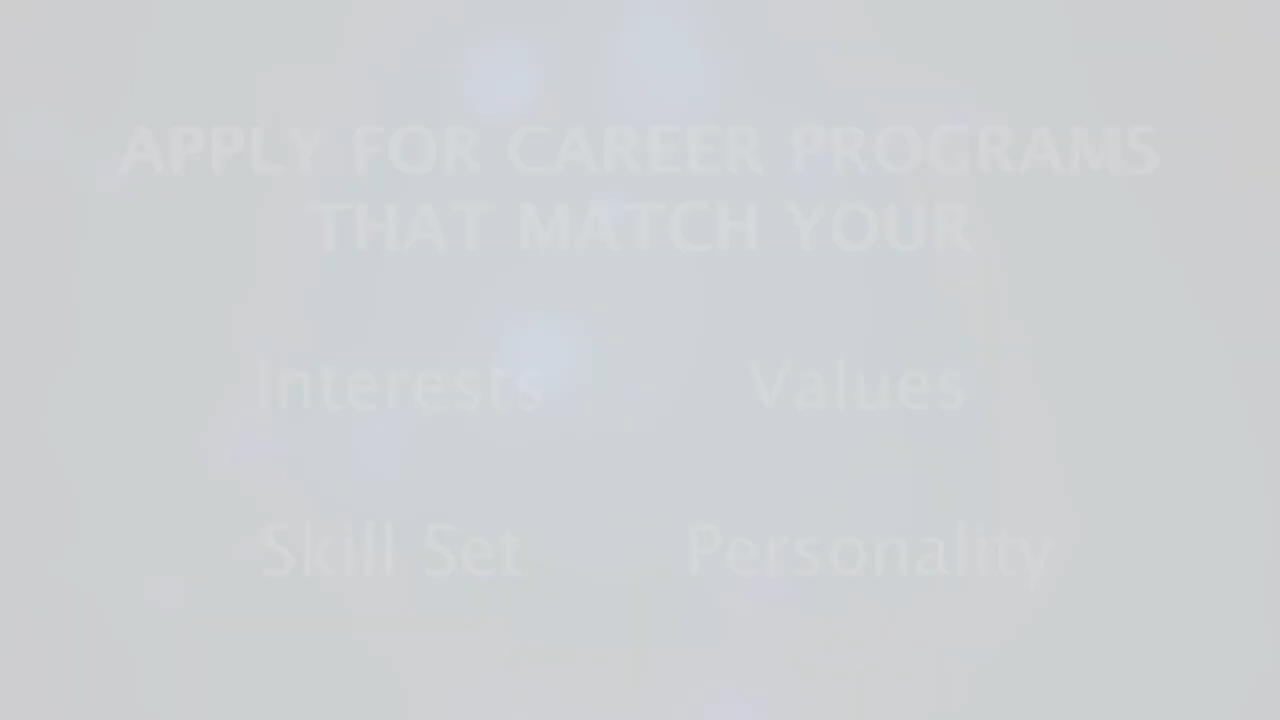 APPLY FOR CAREER PROGRAMS
THAT MATCH YOUR
Interests
Values
Skill Set
Personality